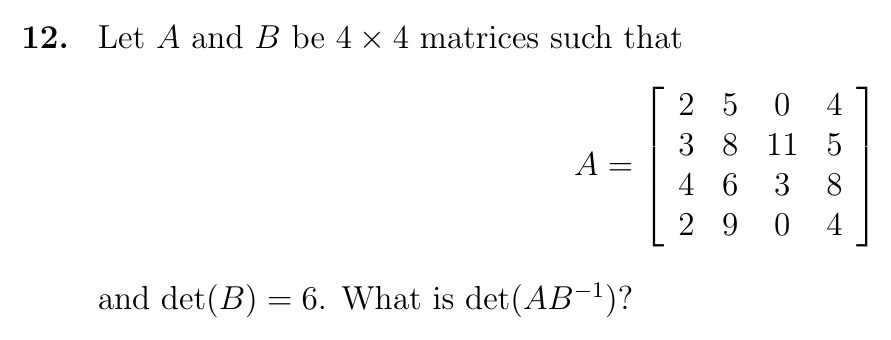 12. Let A and B be 4 × 4 matrices such that
A = [ 2 5 0 4
3 8 11 5
4 6 3 8
2 9 0 4 ]
and det(B) = 6. What is det(AB⁻¹)?